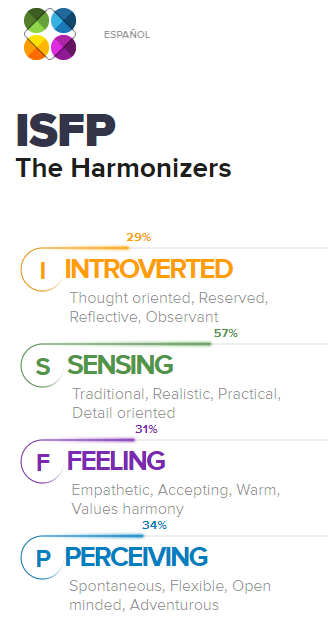 ESPAÑOL
ISFP
The Harmonizers
29%
I INTROVERTED
Thought oriented, Reserved,
Reflective, Observant
57%
S SENSING
Traditional, Realistic, Practical,
Detail oriented
31%
F FEELING
Empathetic, Accepting, Warm,
Values harmony
34%
P PERCEIVING
Spontaneous, Flexible, Open
minded, Adventurous